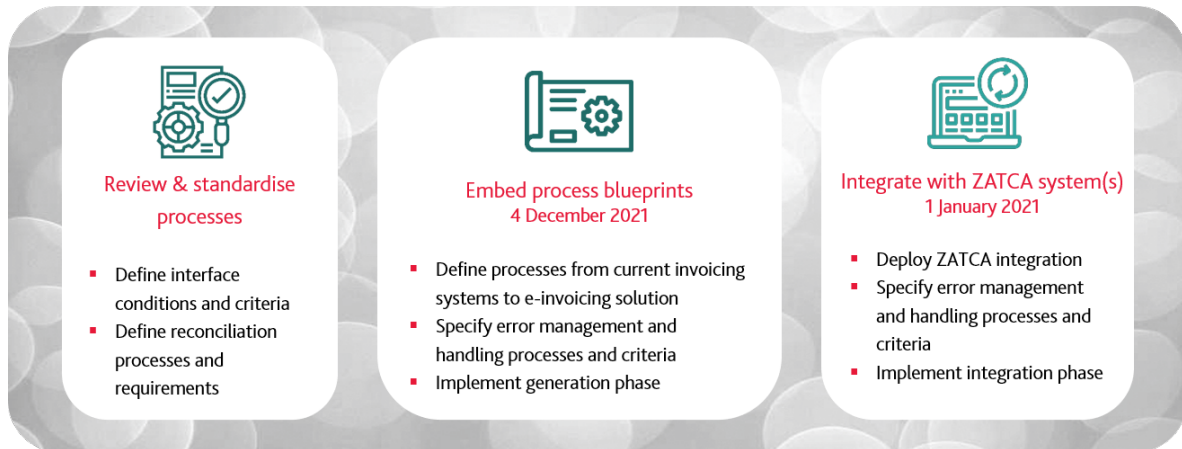 Review & standardise
processes
▪ Define interface
conditions and criteria
▪ Define reconciliation
processes and
requirements
Embed process blueprints
4 December 2021
▪ Define processes from current invoicing
systems to e-invoicing solution
▪ Specify error management and
handling processes and criteria
▪ Implement generation phase
Integrate with ZATCA system(s)
1 January 2021
▪ Deploy ZATCA integration
▪ Specify error management
and handling processes and
criteria
▪ Implement integration phase